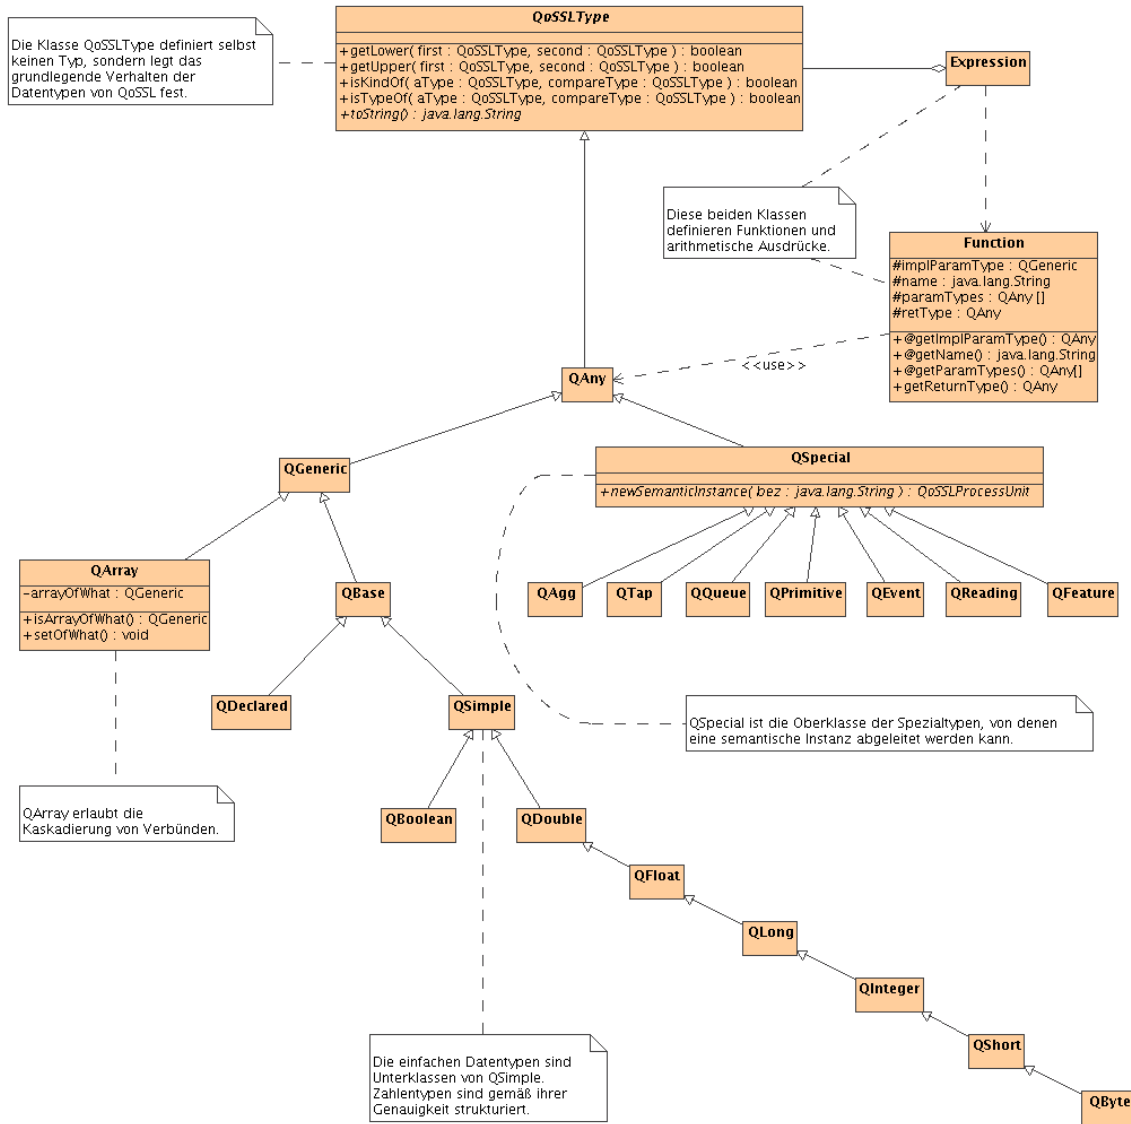 QoSSLType
Die Klasse QoSSLType definiert selbst
keinen Typ, sondern legt das
grundlegende Verhalten der
Datentypen von QoSSL fest.
+getLower( first : QoSSLType, second : QoSSLType ) : boolean
+getUpper( first : QoSSLType, second : QoSSLType ) : boolean
+isKindOf( aType : QoSSLType, compareType : QoSSLType ) : boolean
+isTypeOf( aType : QoSSLType, compareType : QoSSLType ) : boolean
+toString() : java.lang.String
Expression
Diese beiden Klassen
definieren Funktionen und
arithmetische Ausdrücke.
Function
#implParamType : QGeneric
#name : java.lang.String
#paramTypes : QAny []
#retType : QAny
+@getImplParamType() : QAny
+@getName() : java.lang.String
+@getParamTypes() : QAny[]
+getReturnType() : QAny
<<use>>
QAny
QGeneric
QSpecial
+newSemanticInstance( bez : java.lang.String ) : QoSSLProcessUnit
QArray
-arrayOfWhat : QGeneric
+isArrayOfWhat() : QGeneric
+setOfWhat() : void
QBase
QAgg
QTap
QQueue
QPrimitive
QEvent
QReading
QFeature
QDeclared
QSimple
QSpecial ist die Oberklasse der Spezialtypen, von denen
eine semantische Instanz abgeleitet werden kann.
QArray erlaubt die
Kaskadierung von Verbünden.
QBoolean
QDouble
QFloat
QLong
QInteger
QShort
QByte
Die einfachen Datentypen sind
Unterklassen von QSimple.
Zahlentypen sind gemäß ihrer
Genauigkeit strukturiert.